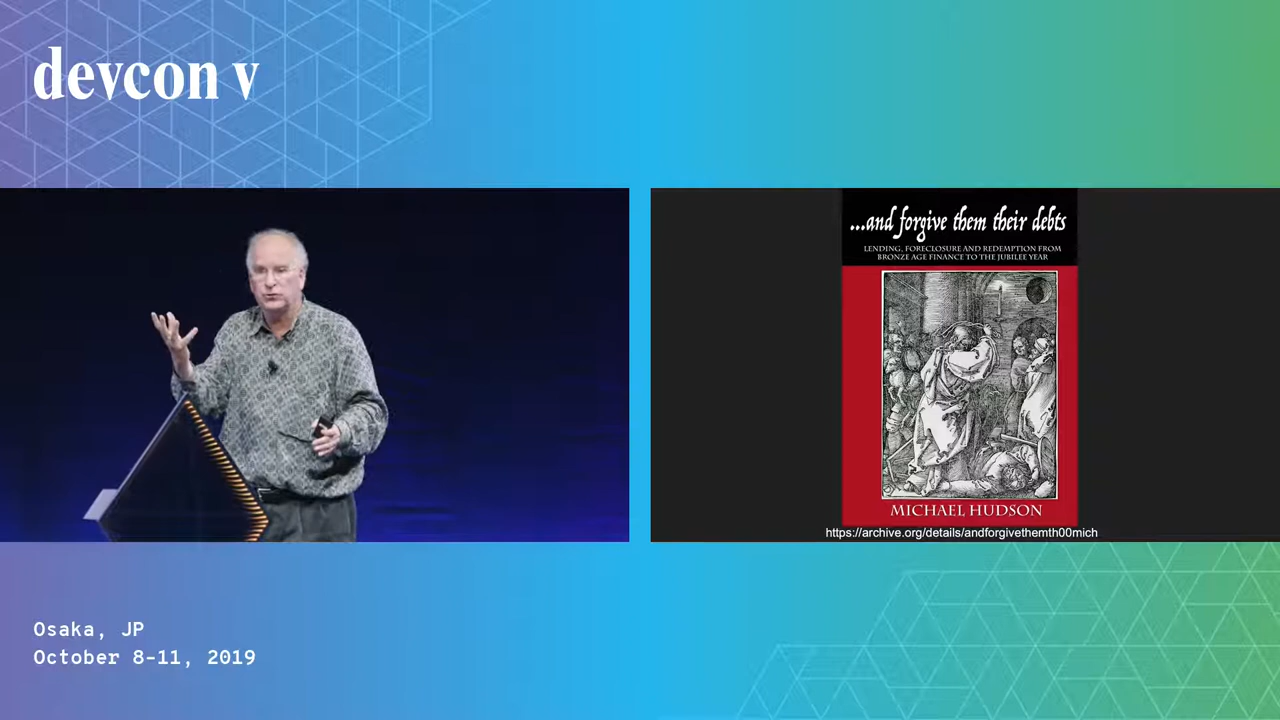 devcon v
...and forgive them their debts
LENDING, FORECLOSURE AND REDEMPTION FROM
BRONZE AGE FINANCE TO THE JUBILEE YEAR
MICHAEL HUDSON
https://archive.org/details/andforgivethemth00mich
Osaka, JP
October 8-11, 2019